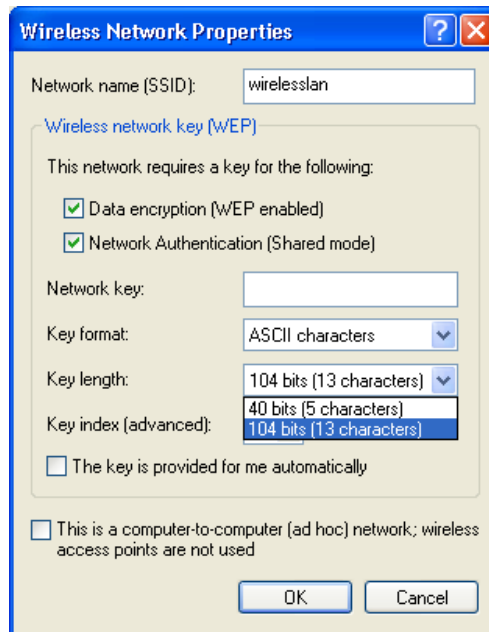 Wireless Network Properties
Network name (SSID): wirelesslan
Wireless network key (WEP)
This network requires a key for the following:
Data encryption (WEP enabled)
Network Authentication (Shared mode)
Network key:
Key format: ASCII characters
Key length: 104 bits (13 characters)
40 bits (5 characters)
Key index (advanced): 104 bits (13 characters)
The key is provided for me automatically
This is a computer-to-computer (ad hoc) network; wireless
access points are not used
OK Cancel